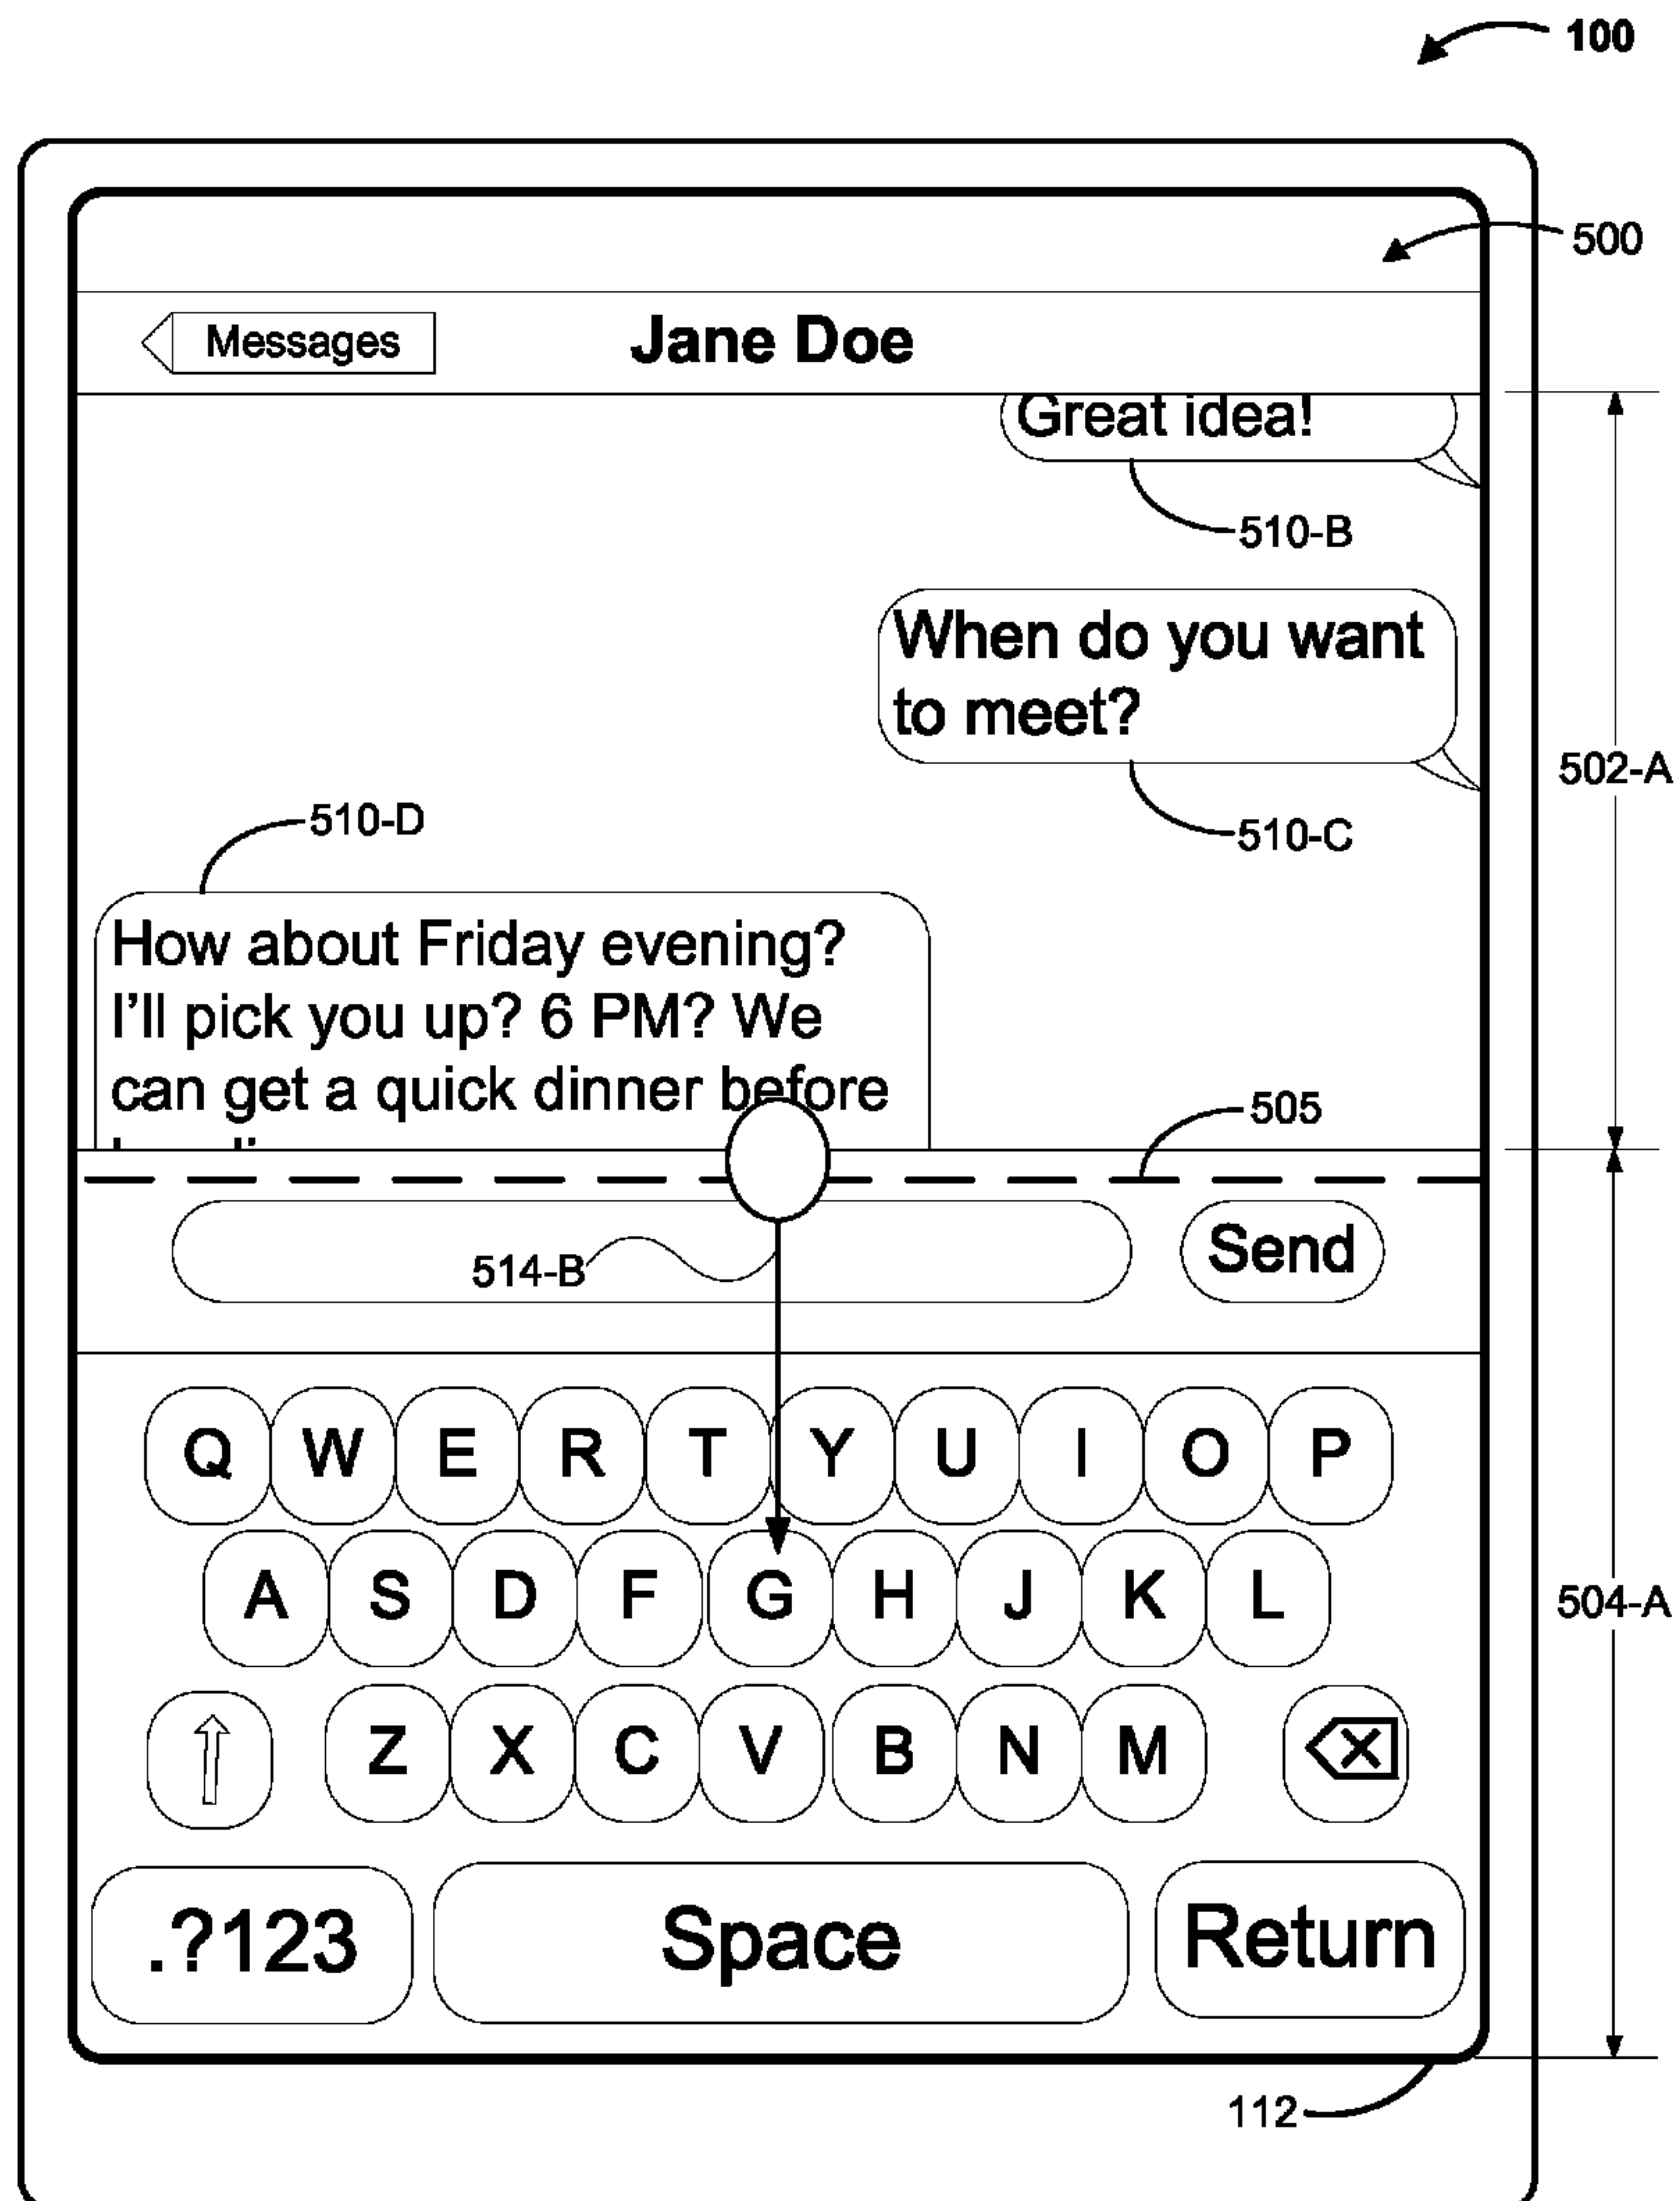 100
500
Messages
Jane Doe
Great idea!
510-B
When do you want
to meet?
502-A
510-C
510-D
How about Friday evening?
I'll pick you up? 6 PM? We
can get a quick dinner before
505
514-B
Send
Q W E R T Y U I O P
A S D F G H J K L
504-A
Z X C V B N M
.?123
Space
Return
112